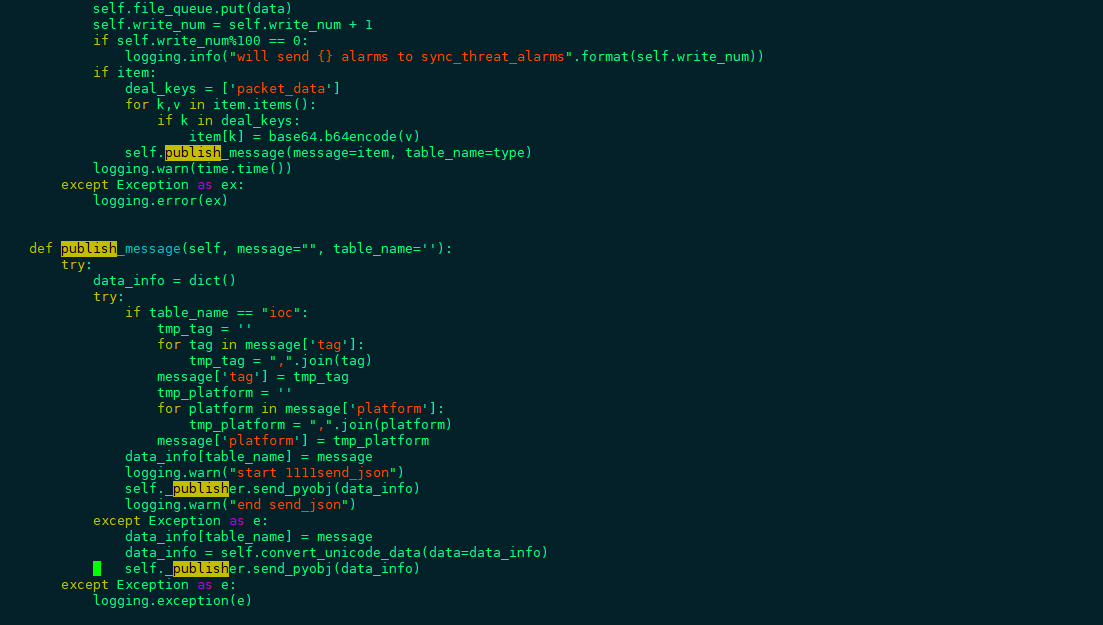 self.file_queue.put(data)
self.write_num = self.write_num + 1
if self.write_num%100 == 0:
logging.info("will send {} alarms to sync_threat_alarms".format(self.write_num))
if item:
deal_keys = ['packet_data']
for k,v in item.items():
if k in deal_keys:
item[k] = base64.b64encode(v)
self.publish_message(message=item, table_name=type)
logging.warn(time.time())
except Exception as ex:
logging.error(ex)
def publish_message(self, message="", table_name=''):
try:
data_info = dict()
try:
if table_name == "ioc":
tmp_tag = ''
for tag in message['tag']:
tmp_tag = ",".join(tag)
message['tag'] = tmp_tag
tmp_platform = ''
for platform in message['platform']:
tmp_platform = ",".join(platform)
message['platform'] = tmp_platform
data_info[table_name] = message
logging.warn("start 1111send_json")
self._publisher.send_pyobj(data_info)
logging.warn("end send_json")
except Exception as e:
data_info[table_name] = message
data_info = self.convert_unicode_data(data=data_info)
self._publisher.send_pyobj(data_info)
except Exception as e:
logging.exception(e)